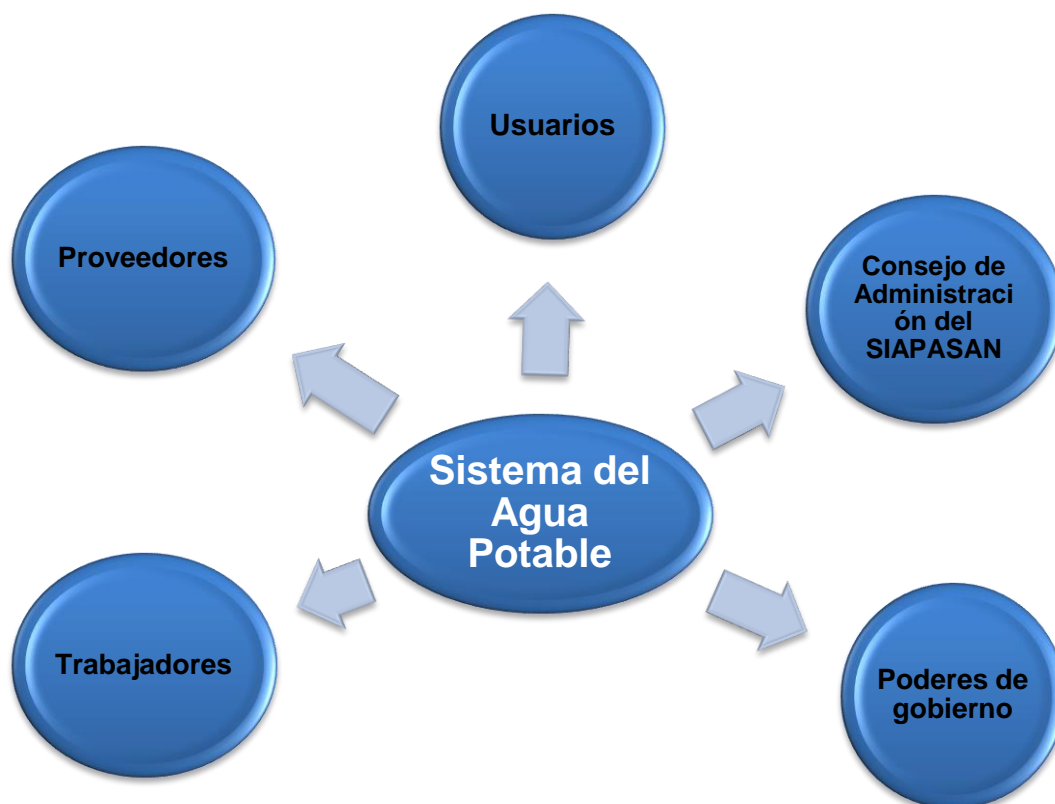 Usuarios
Proveedores
Consejo de
Administraci
ón del
SIAPASAN
Sistema del
Agua
Potable
Trabajadores
Poderes de
gobierno